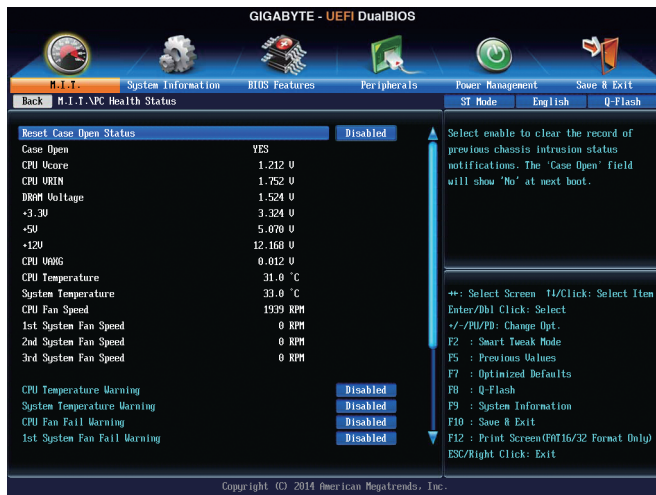 GIGABYTE - UEFI DualBIOS
M.I.T. System Information BIOS Features Peripherals Power Management Save & Exit
Back M.I.T.\PC Health Status ST Mode English Q-Flash
Reset Case Open Status Disabled
Case Open YES
CPU Vcore 1.212 V
CPU VRIN 1.752 V
DRAM Voltage 1.524 V
+3.3V 3.324 V
+5V 5.070 V
+12V 12.168 V
CPU VAXG 0.012 V
CPU Temperature 31.0 °C
System Temperature 33.0 °C
CPU Fan Speed 1939 RPM
1st System Fan Speed 0 RPM
2nd System Fan Speed 0 RPM
3rd System Fan Speed 0 RPM
CPU Temperature Warning Disabled
System Temperature Warning Disabled
CPU Fan Fail Warning Disabled
1st System Fan Fail Warning Disabled
Select enable to clear the record of
previous chassis intrusion status
notifications. The 'Case Open' field
will show 'No' at next boot.
↔: Select Screen ↑↓/Click: Select Item
Enter/Dbl Click: Select
+/-/PU/PD: Change Opt.
F2 : Smart Tweak Mode
F5 : Previous Values
F7 : Optimized Defaults
F8 : Q-Flash
F9 : System Information
F10 : Save & Exit
F12 : Print Screen(FAT16/32 Format Only)
ESC/Right Click: Exit
Copyright (C) 2014 American Megatrends, Inc.